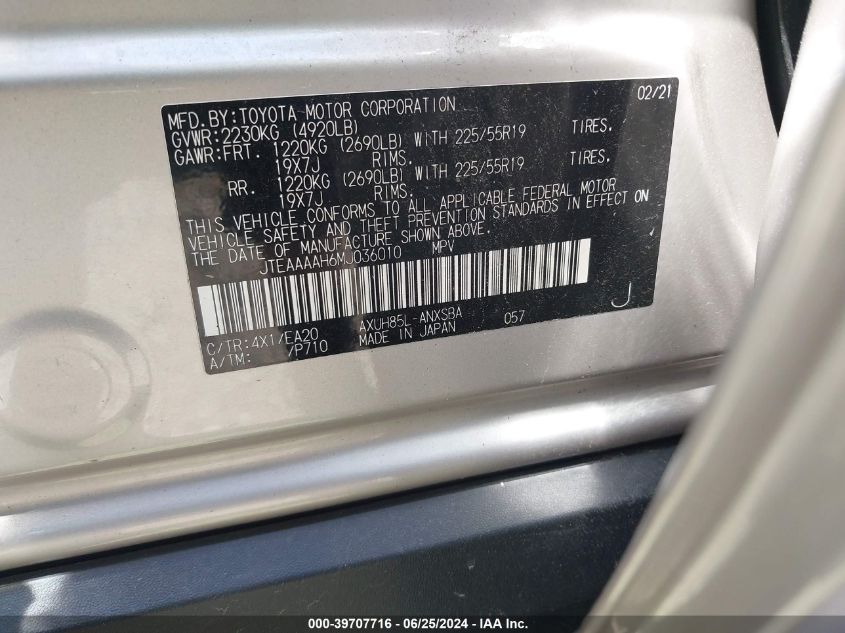 MFD.BY:TOYOTA MOTOR CORPORATION 02/21
GVWR:2230KG (4920LB)
GAWR:FRT. 1220KG (2690LB) WITH 225/55R19 TIRES.
19X7J RIMS.
RR. 1220KG (2690LB) WITH 225/55R19 TIRES.
19X7J RIMS.
THIS VEHICLE CONFORMS TO ALL APPLICABLE FEDERAL MOTOR
VEHICLE SAFETY AND THEFT PREVENTION STANDARDS IN EFFECT ON
THE DATE OF MANUFACTURE SHOWN ABOVE.
JTEAAAAH6MJ036010 MPV
C/TR:4X1/EA20 AXUH85L-ANXSBA 057 J
A/TM: /P710 MADE IN JAPAN
000-39707716 | 06/25/2024 - IAA Inc.